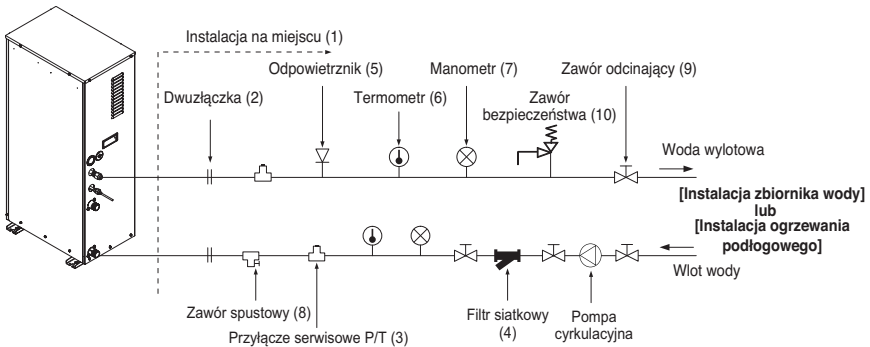 Instalacja na miejscu (1)
Odpowietrznik (5)
Manometr (7)
Zawór odcinający (9)
Dwuzłączka (2)
Termometr (6)
Zawór
bezpieczeństwa (10)
Woda wylotowa
[Instalacja zbiornika wody]
lub
[Instalacja ogrzewania
podłogowego]
Wlot wody
Zawór spustowy (8)
Przyłącze serwisowe P/T (3)
Filtr siatkowy
(4)
Pompa
cyrkulacyjna